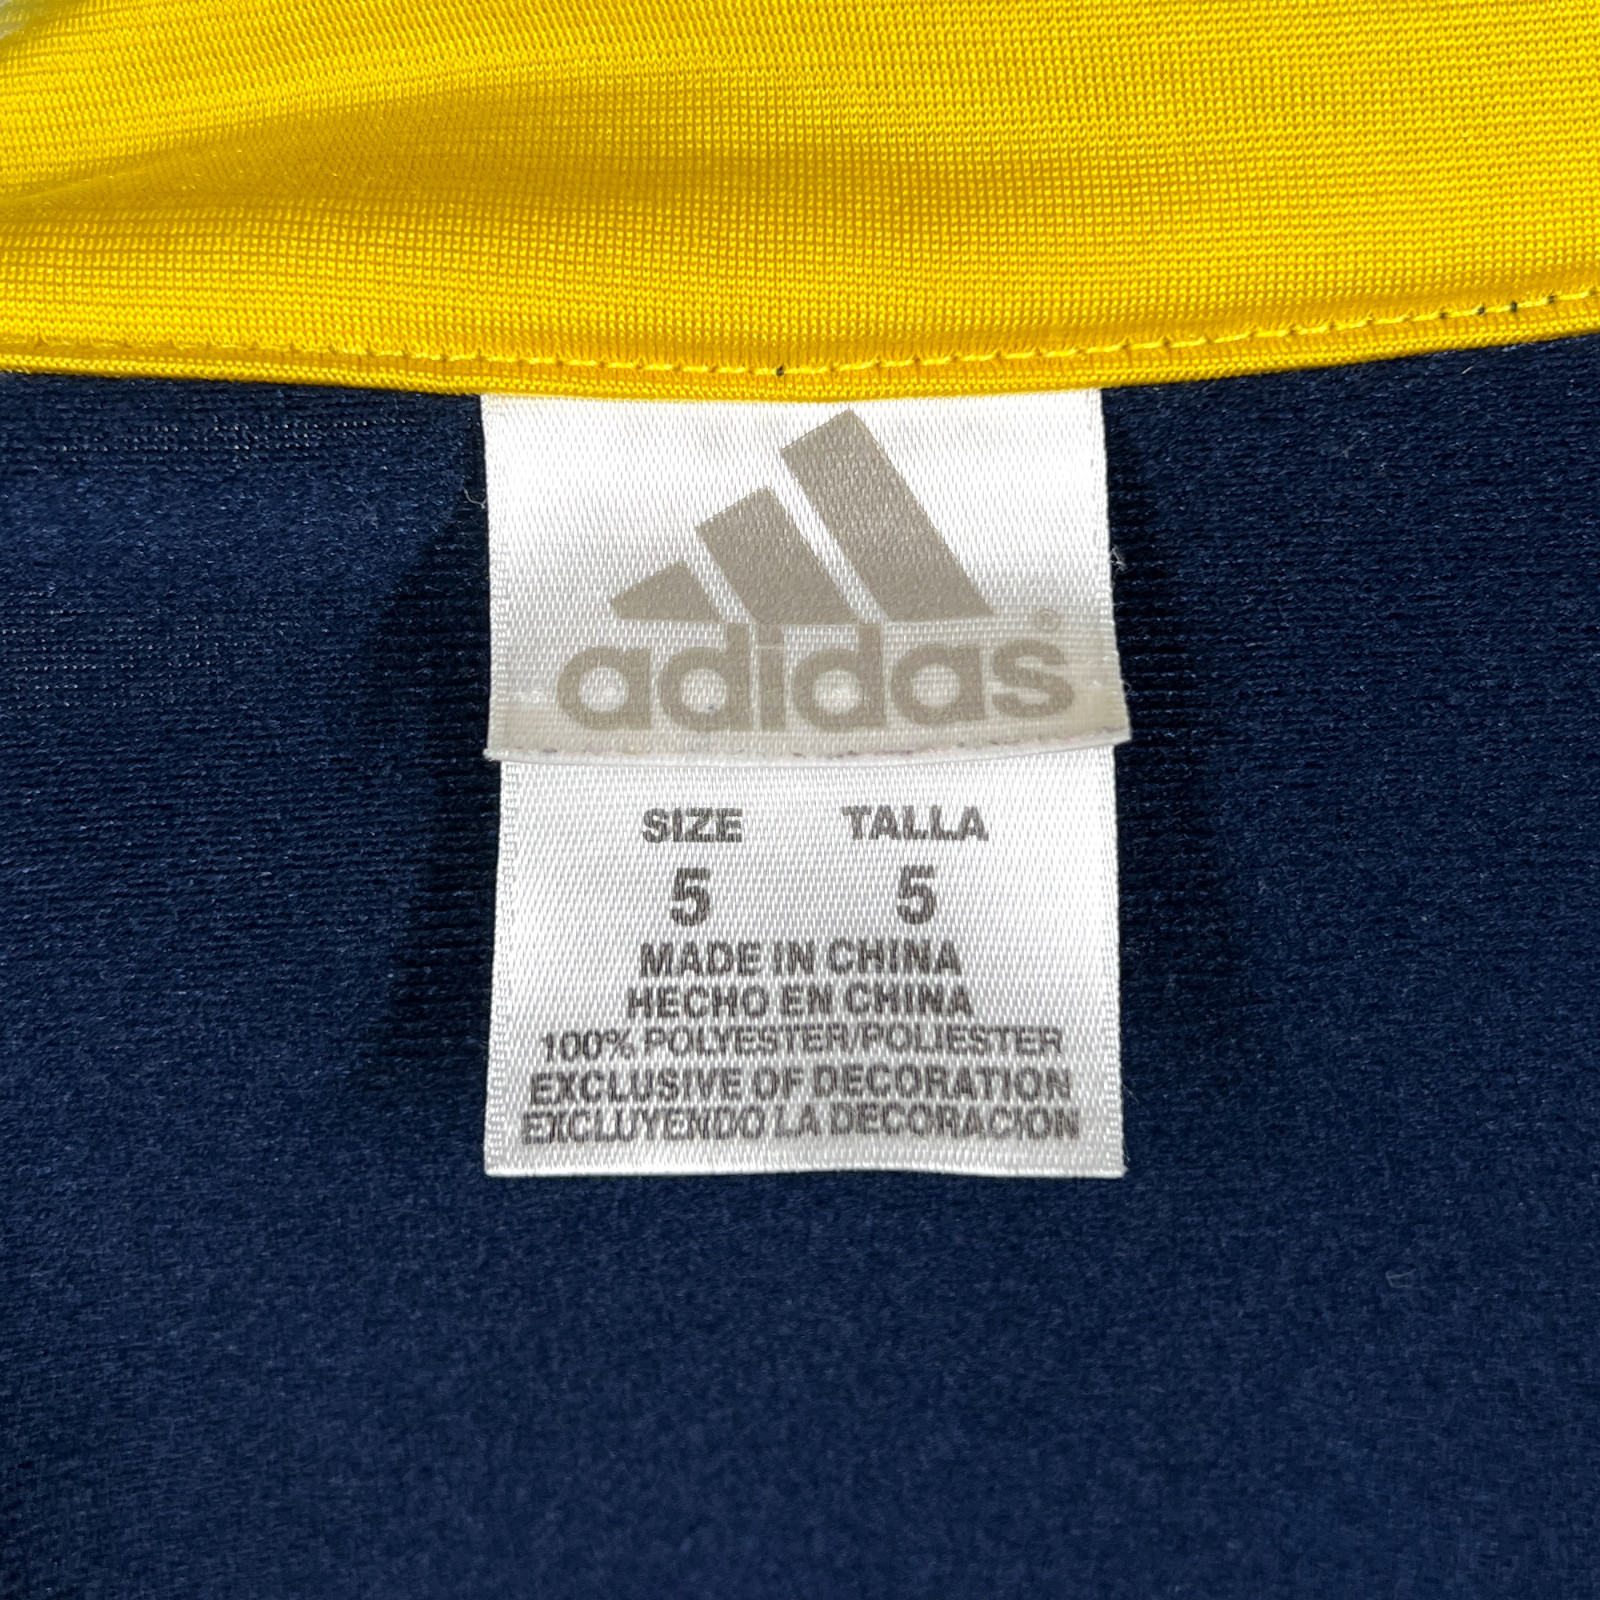 adidas®
SIZE TALLA
5 5
MADE IN CHINA
HECHO EN CHINA
100% POLYESTER/POLIESTER
EXCLUSIVE OF DECORATION
EXCLUYENDO LA DECORACION